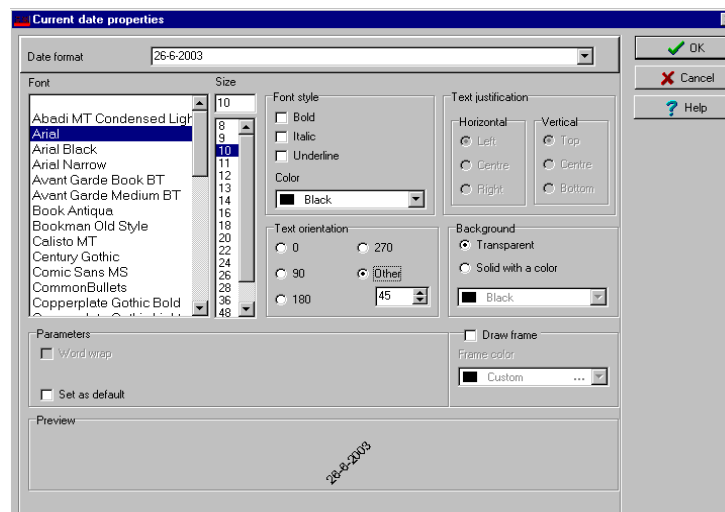 Current date properties
Date format
26-6-2003
OK
Cancel
Help
Font
Abadi MT Condensed Ligh
Arial
Arial Black
Arial Narrow
Avant Garde Book BT
Avant Garde Medium BT
Book Antiqua
Bookman Old Style
Calisto MT
Century Gothic
Comic Sans MS
CommonBullets
Copperplate Gothic Bold
Size
10
8
9
10
11
12
13
14
16
18
20
22
24
26
28
36
48
Font style
Bold
Italic
Underline
Color
Black
Text justification
Horizontal
Left
Centre
Right
Vertical
Top
Centre
Bottom
Text orientation
0
270
90
Other
180
45
Background
Transparent
Solid with a color
Black
Parameters
Word wrap
Set as default
Draw frame
Frame color
Custom ...
Preview
26-6-2003